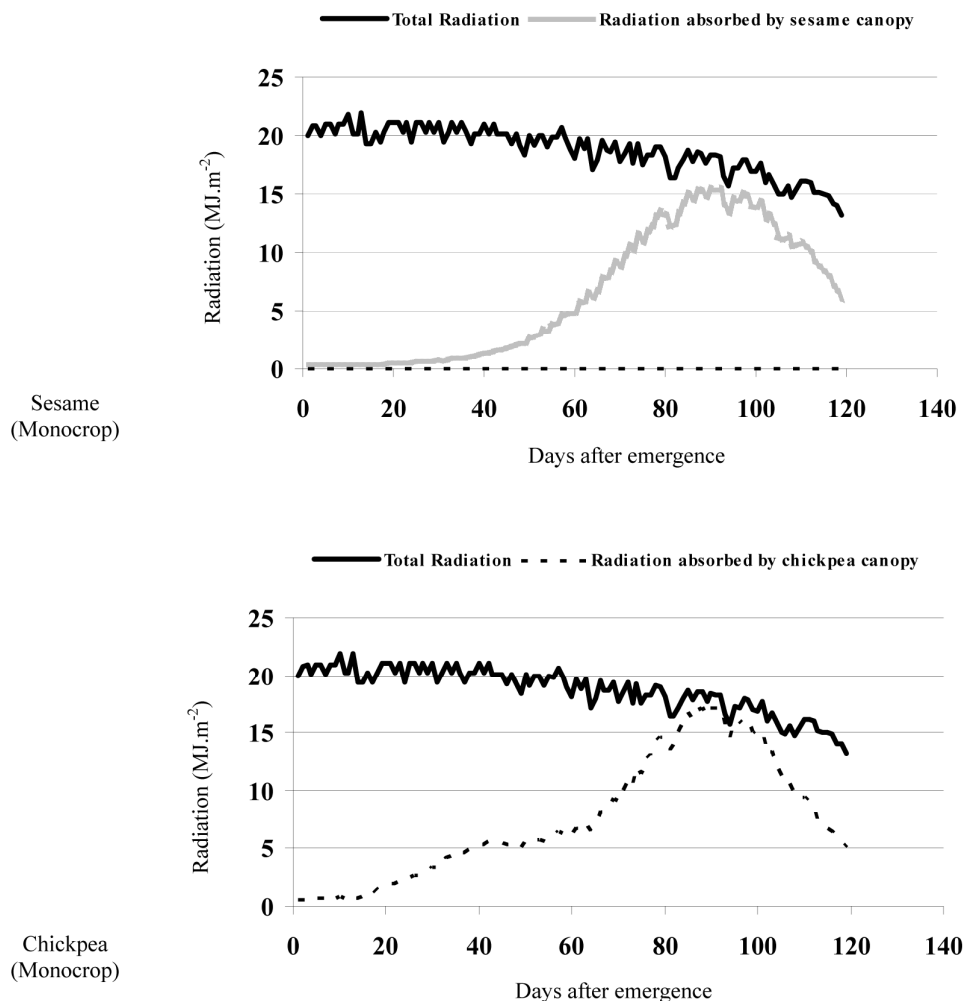 Total Radiation Radiation absorbed by sesame canopy
25
20
15
10
5
0
Radiation (MJ.m-2)
0 20 40 60 80 100 120 140
Days after emergence
Sesame
(Monocrop)
Total Radiation Radiation absorbed by chickpea canopy
25
20
15
10
5
0
Radiation (MJ.m-2)
0 20 40 60 80 100 120 140
Days after emergence
Chickpea
(Monocrop)